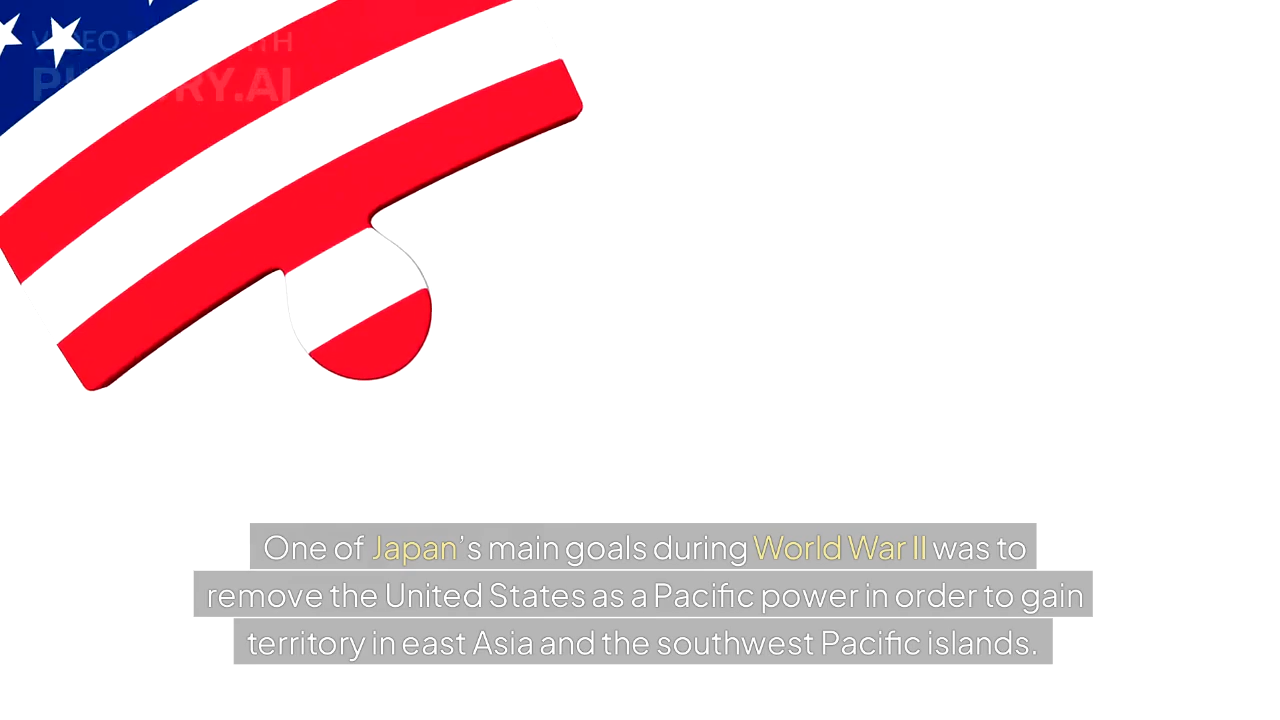 One of Japan's main goals during World War II was to
remove the United States as a Pacific power in order to gain
territory in east Asia and the southwest Pacific islands.